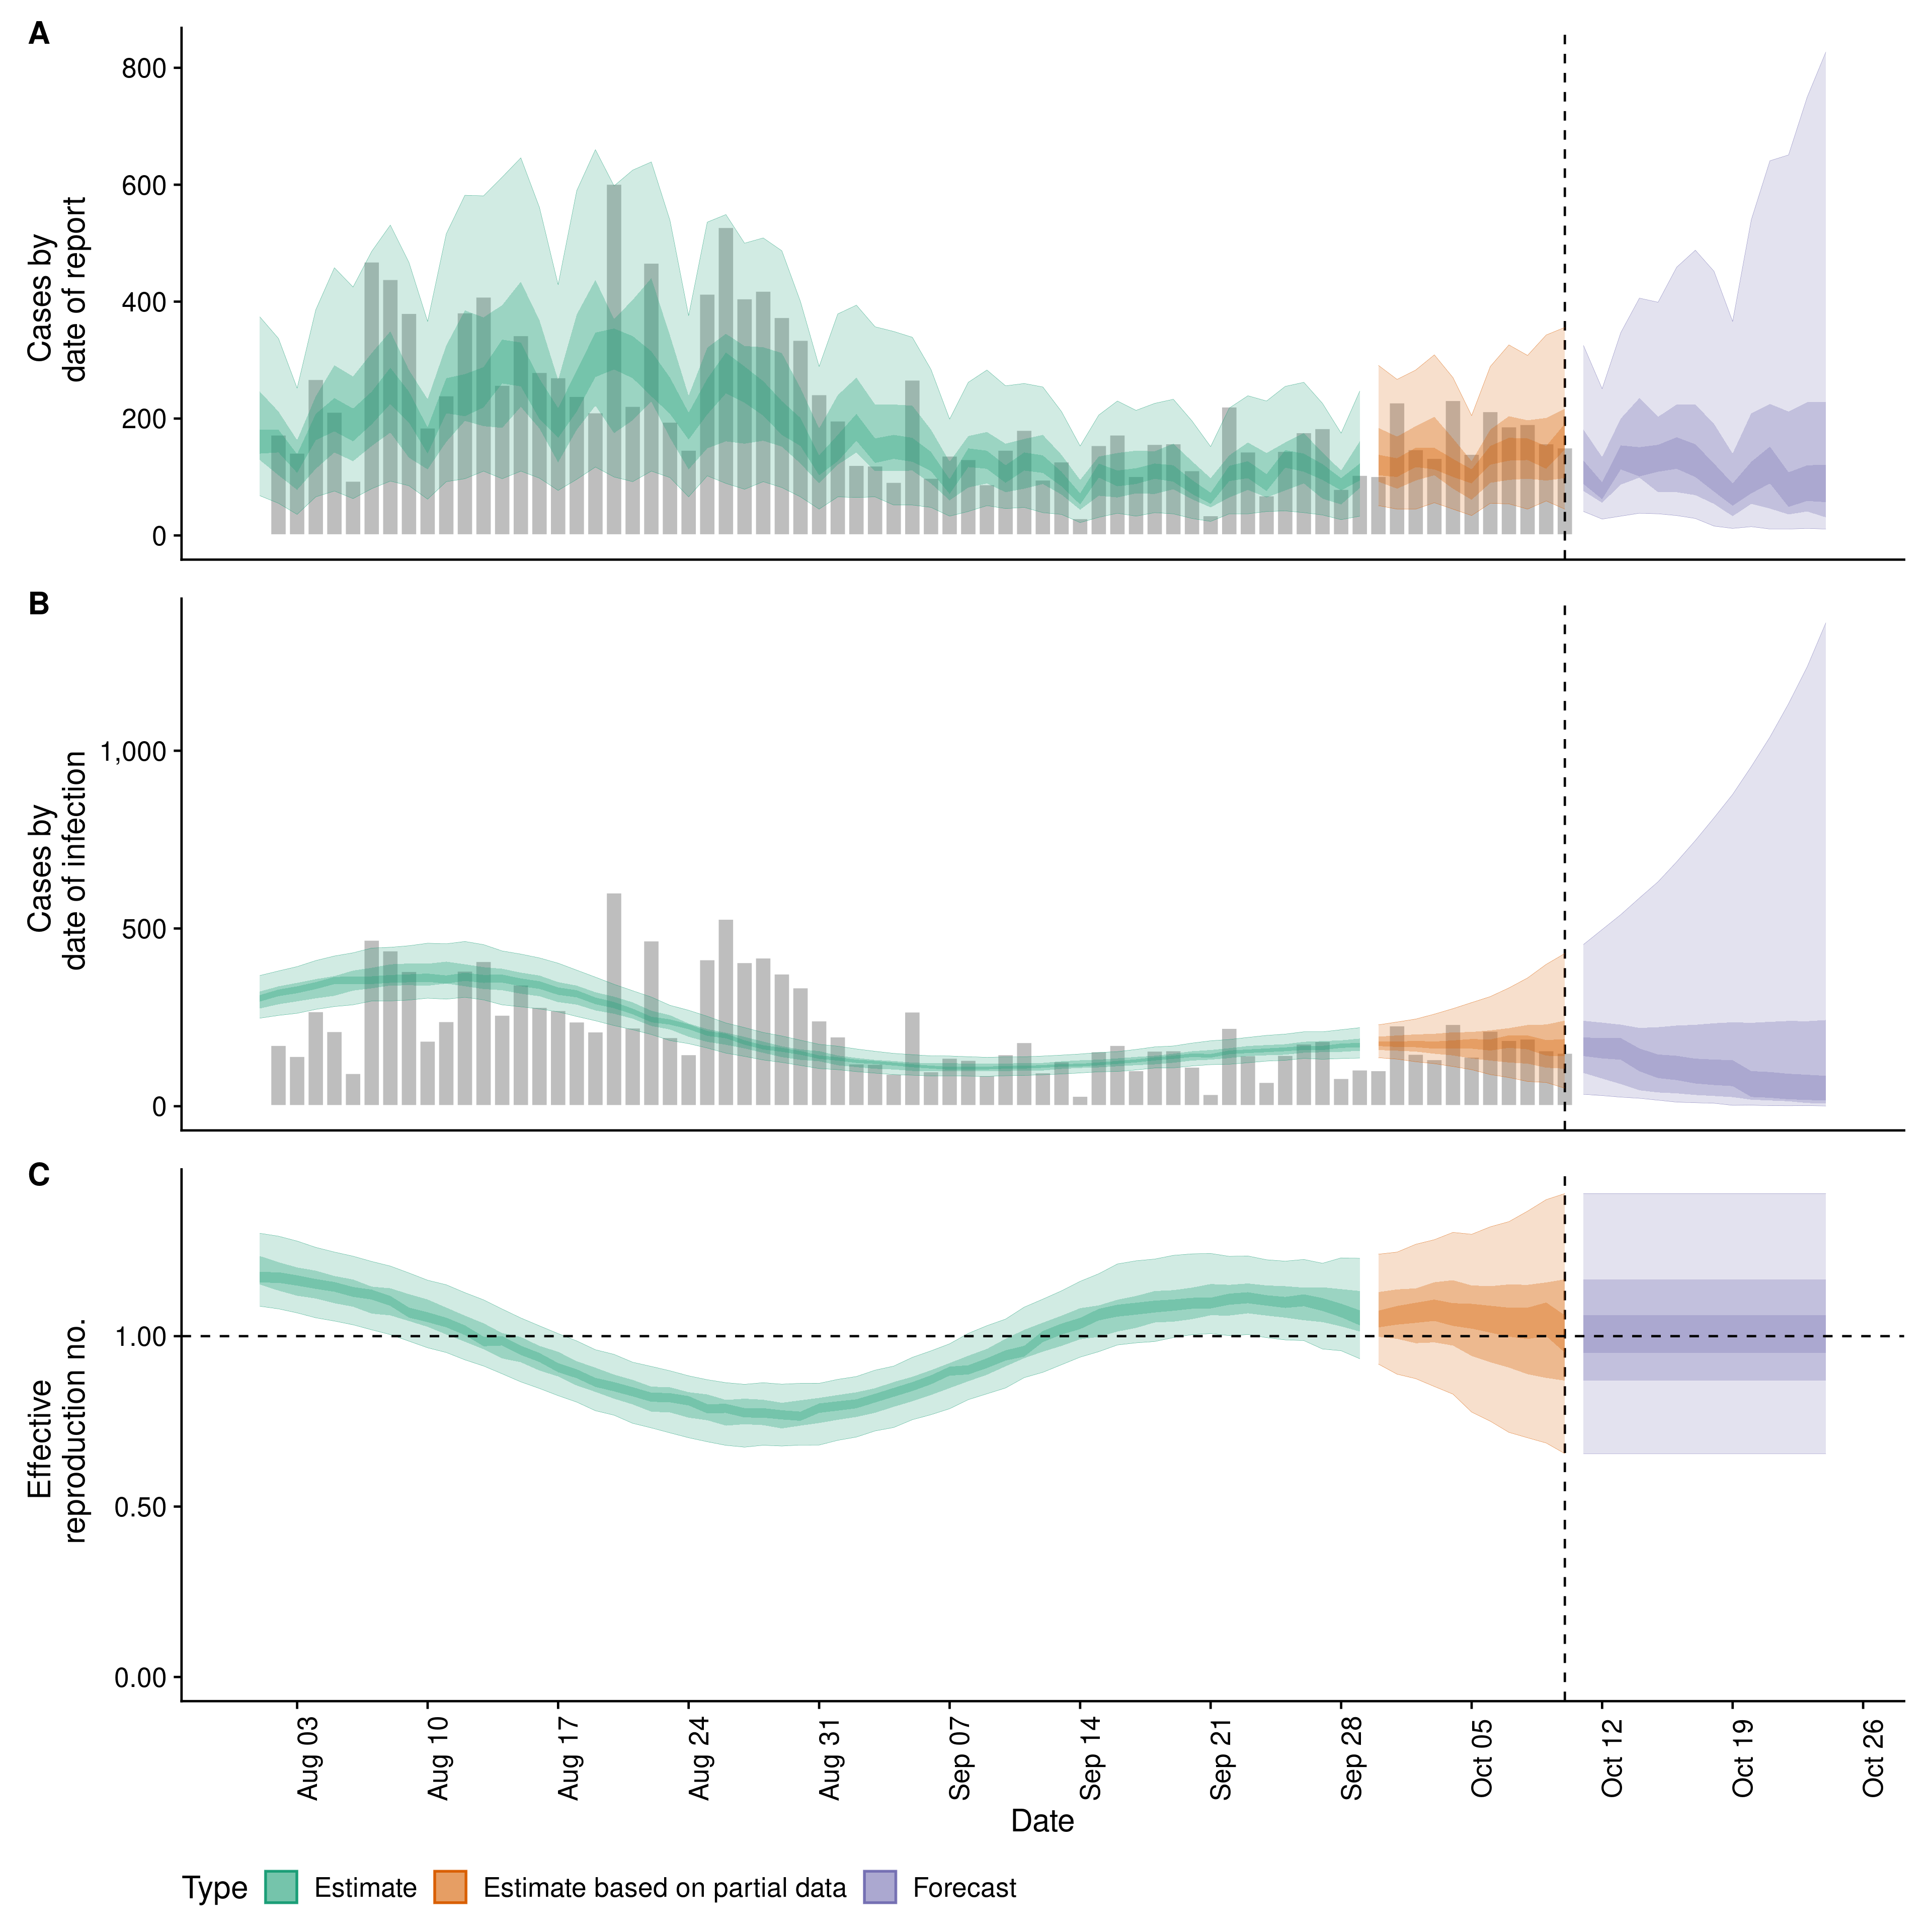 A
800
600
400
200
0
Cases by
date of report
B
1,000
500
0
Cases by
date of infection
C
1.00
0.50
0.00
Effective
reproduction no.
Aug 03
Aug 10
Aug 17
Aug 24
Aug 31
Sep 07
Sep 14
Sep 21
Sep 28
Oct 05
Oct 12
Oct 19
Oct 26
Date
Type Estimate Estimate based on partial data Forecast